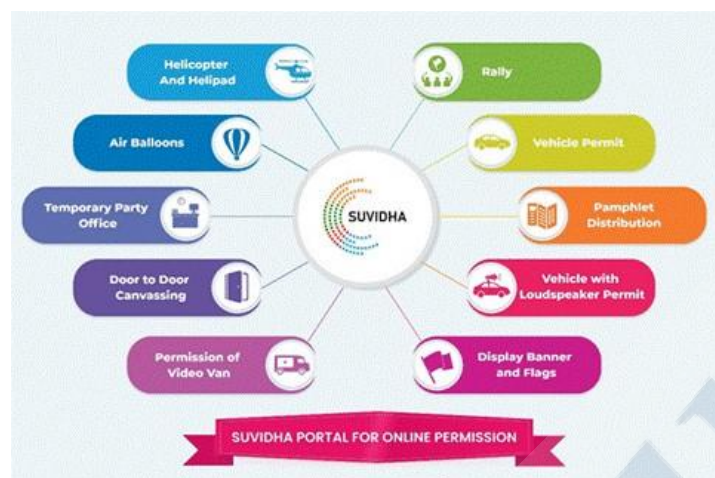 Helicopter
And Helipad
Rally
Air Balloons
Vehicle Permit
Temporary Party
Office
SUVIDHA
Pamphlet
Distribution
Door to Door
Canvassing
Vehicle with
Loudspeaker Permit
Permission of
Video Van
Display Banner
and Flags
SUVIDHA PORTAL FOR ONLINE PERMISSION